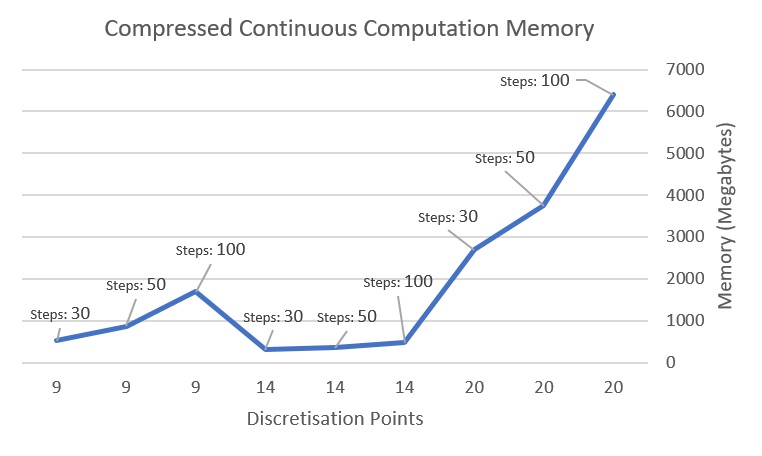 Compressed Continuous Computation Memory
7000
Steps: 100
6000
5000
Steps: 50
4000
Steps: 30
3000
Steps: 100
2000
Steps: 100
Steps: 50
Steps: 30
Steps: 30
Steps: 50
1000
0
Memory (Megabytes)
9 9 9 14 14 14 20 20 20
Discretisation Points